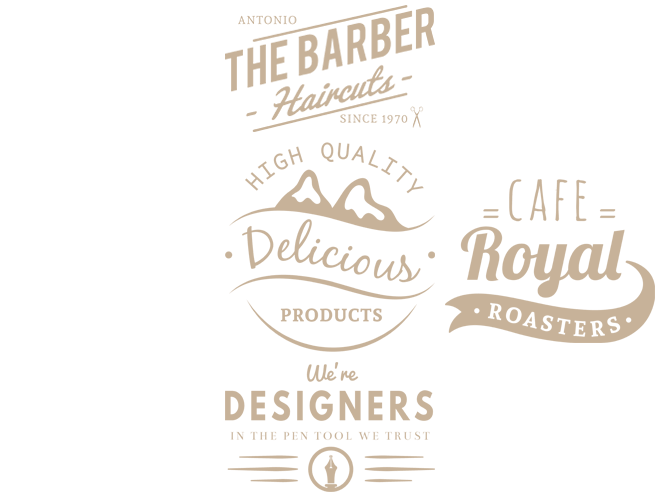 ANTONIO
THE BARBER
- Haircuts -
SINCE 1970
HIGH QUALITY
Delicious
PRODUCTS
CAFE
Royal
• ROASTERS •
We're
DESIGNERS
IN THE PEN TOOL WE TRUST